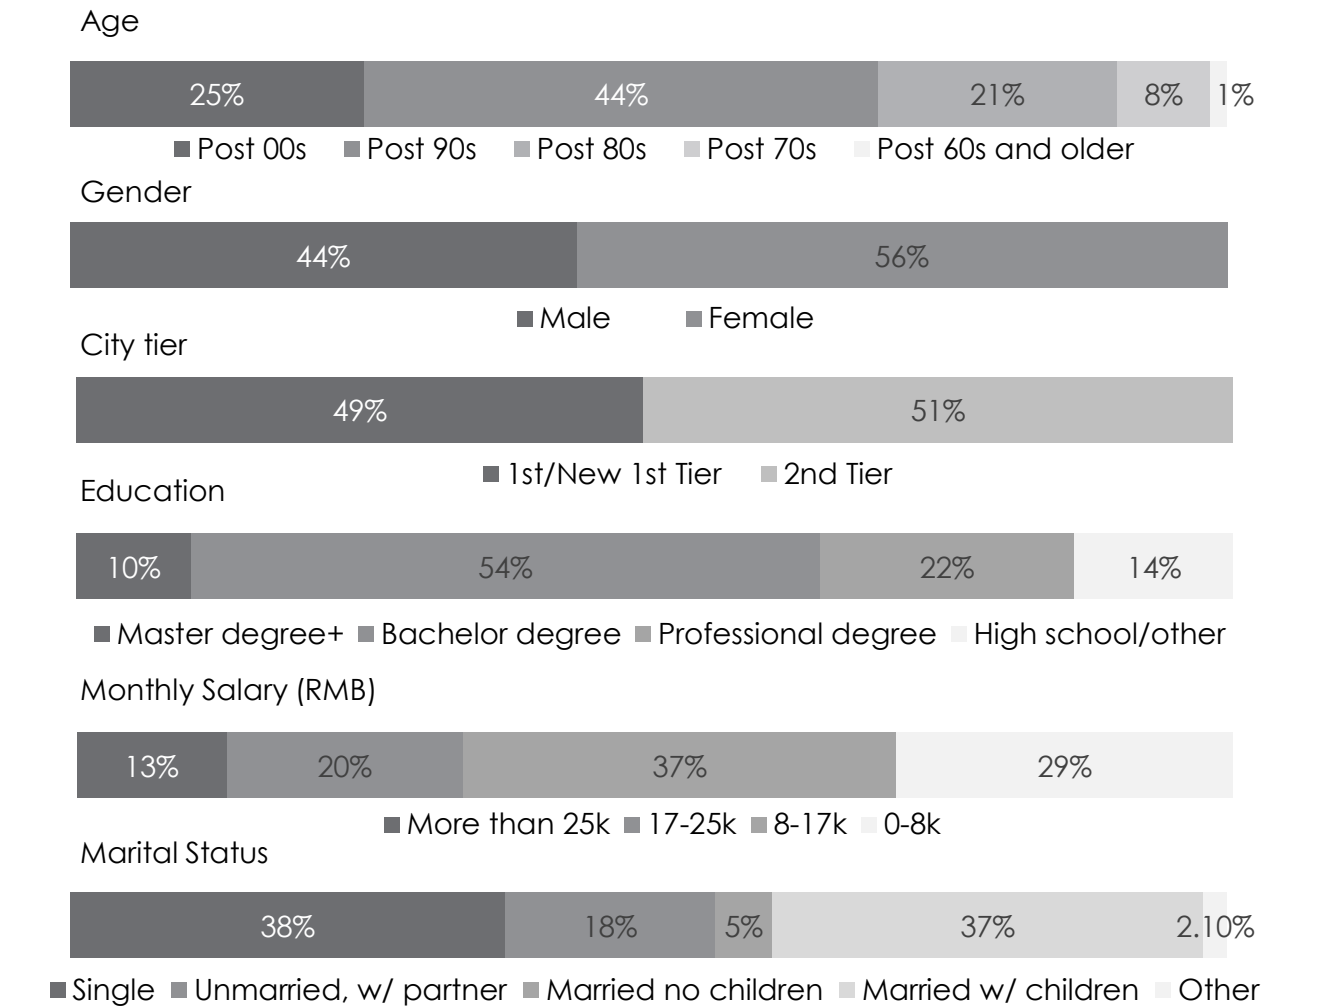 Age
25% 44% 21% 8% 1%
Post 00s Post 90s Post 80s Post 70s Post 60s and older
Gender
44% 56%
Male Female
City tier
49% 51%
1st/New 1st Tier 2nd Tier
Education
10% 54% 22% 14%
Master degree+ Bachelor degree Professional degree High school/other
Monthly Salary (RMB)
13% 20% 37% 29%
More than 25k 17-25k 8-17k 0-8k
Marital Status
38% 18% 5% 37% 2.10%
Single Unmarried, w/ partner Married no children Married w/ children Other